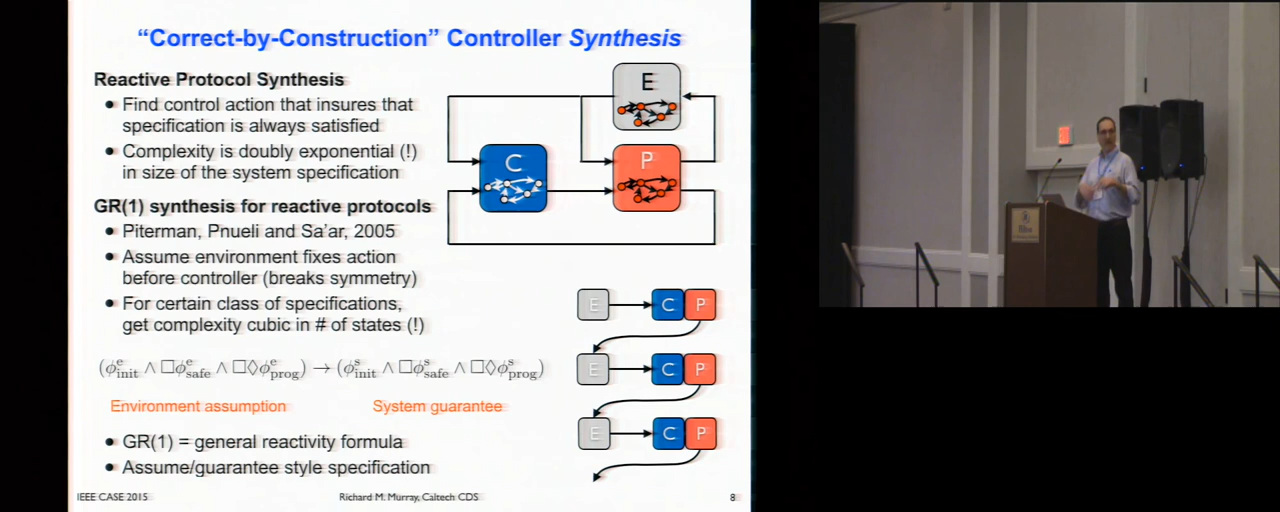 “Correct-by-Construction” Controller Synthesis
Reactive Protocol Synthesis
• Find control action that insures that
specification is always satisfied
• Complexity is doubly exponential (!)
in size of the system specification
GR(1) synthesis for reactive protocols
• Piterman, Pnueli and Sa’ar, 2005
• Assume environment fixes action
before controller (breaks symmetry)
• For certain class of specifications,
get complexity cubic in # of states (!)
(ϕ^e_init ∧ □ϕ^e_safe ∧ □◊ϕ^e_prog) → (ϕ^s_init ∧ □ϕ^s_safe ∧ □◊ϕ^s_prog)
Environment assumption System guarantee
• GR(1) = general reactivity formula
• Assume/guarantee style specification
E
C P
E C P
E C P
E C P
IEEE CASE 2015 Richard M. Murray, Caltech CDS 8
Hilton